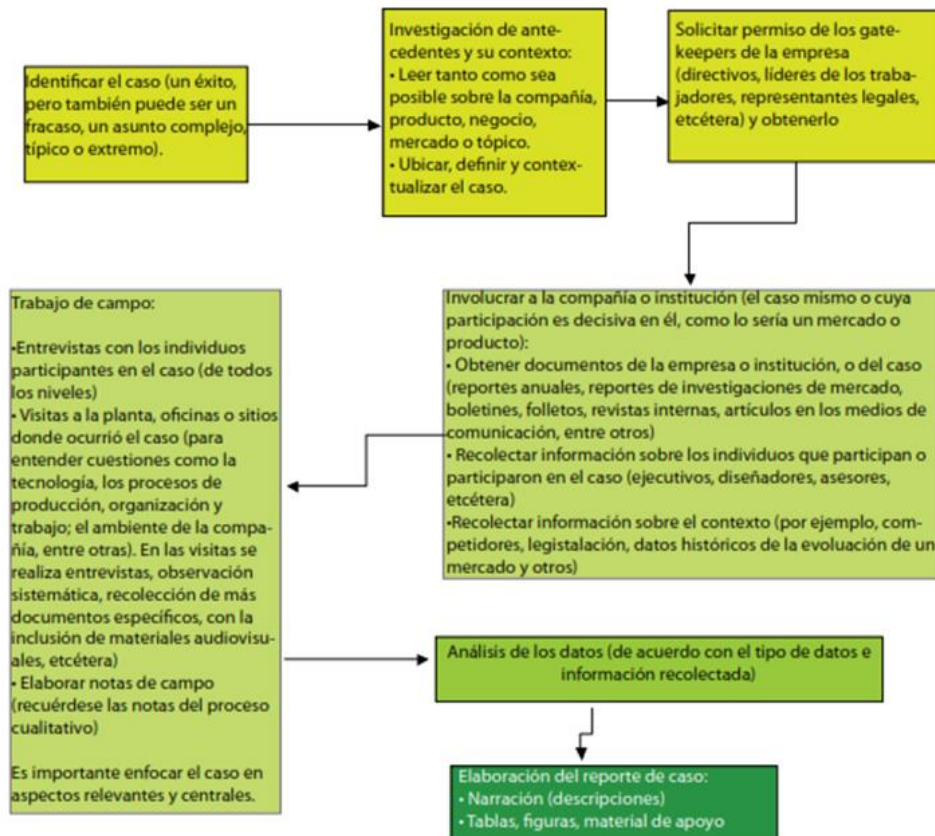 Identificar el caso (un éxito,
pero también puede ser un
fracaso, un asunto complejo,
típico o extremo).
Investigación de ante-
cedentes y su contexto:
• Leer tanto como sea
posible sobre la compañía,
producto, negocio,
mercado o tópico.
• Ubicar, definir y contex-
tualizar el caso.
Solicitar permiso de los gate-
keepers de la empresa
(directivos, líderes de los traba-
jadores, representantes legales,
etcétera) y obtenerlo
Involucrar a la compañía o institución (el caso mismo o cuya
participación es decisiva en él, como lo sería un mercado o
producto):
• Obtener documentos de la empresa o institución, o del caso
(reportes anuales, reportes de investigaciones de mercado,
boletines, folletos, revistas internas, artículos en los medios de
comunicación, entre otros)
• Recolectar información sobre los individuos que participan o
participaron en el caso (ejecutivos, diseñadores, asesores,
etcétera)
•Recolectar información sobre el contexto (por ejemplo, com-
petidores, legistalación, datos históricos de la evolución de un
mercado y otros)
Trabajo de campo:
•Entrevistas con los individuos
participantes en el caso (de todos
los niveles)
• Visitas a la planta, oficinas o sitios
donde ocurrió el caso (para
entender cuestiones como la
tecnología, los procesos de
producción, organización y
trabajo; el ambiente de la compa-
ñía, entre otras). En las visitas se
realiza entrevistas, observación
sistemática, recolección de más
documentos específicos, con la
inclusión de materiales audiovisu-
ales, etcétera)
• Elaborar notas de campo
(recuérdese las notas del proceso
cualitativo)
Es importante enfocar el caso en
aspectos relevantes y centrales.
Análisis de los datos (de acuerdo con el tipo de datos e
información recolectada)
Elaboración del reporte de caso:
• Narración (descripciones)
• Tablas, figuras, material de apoyo